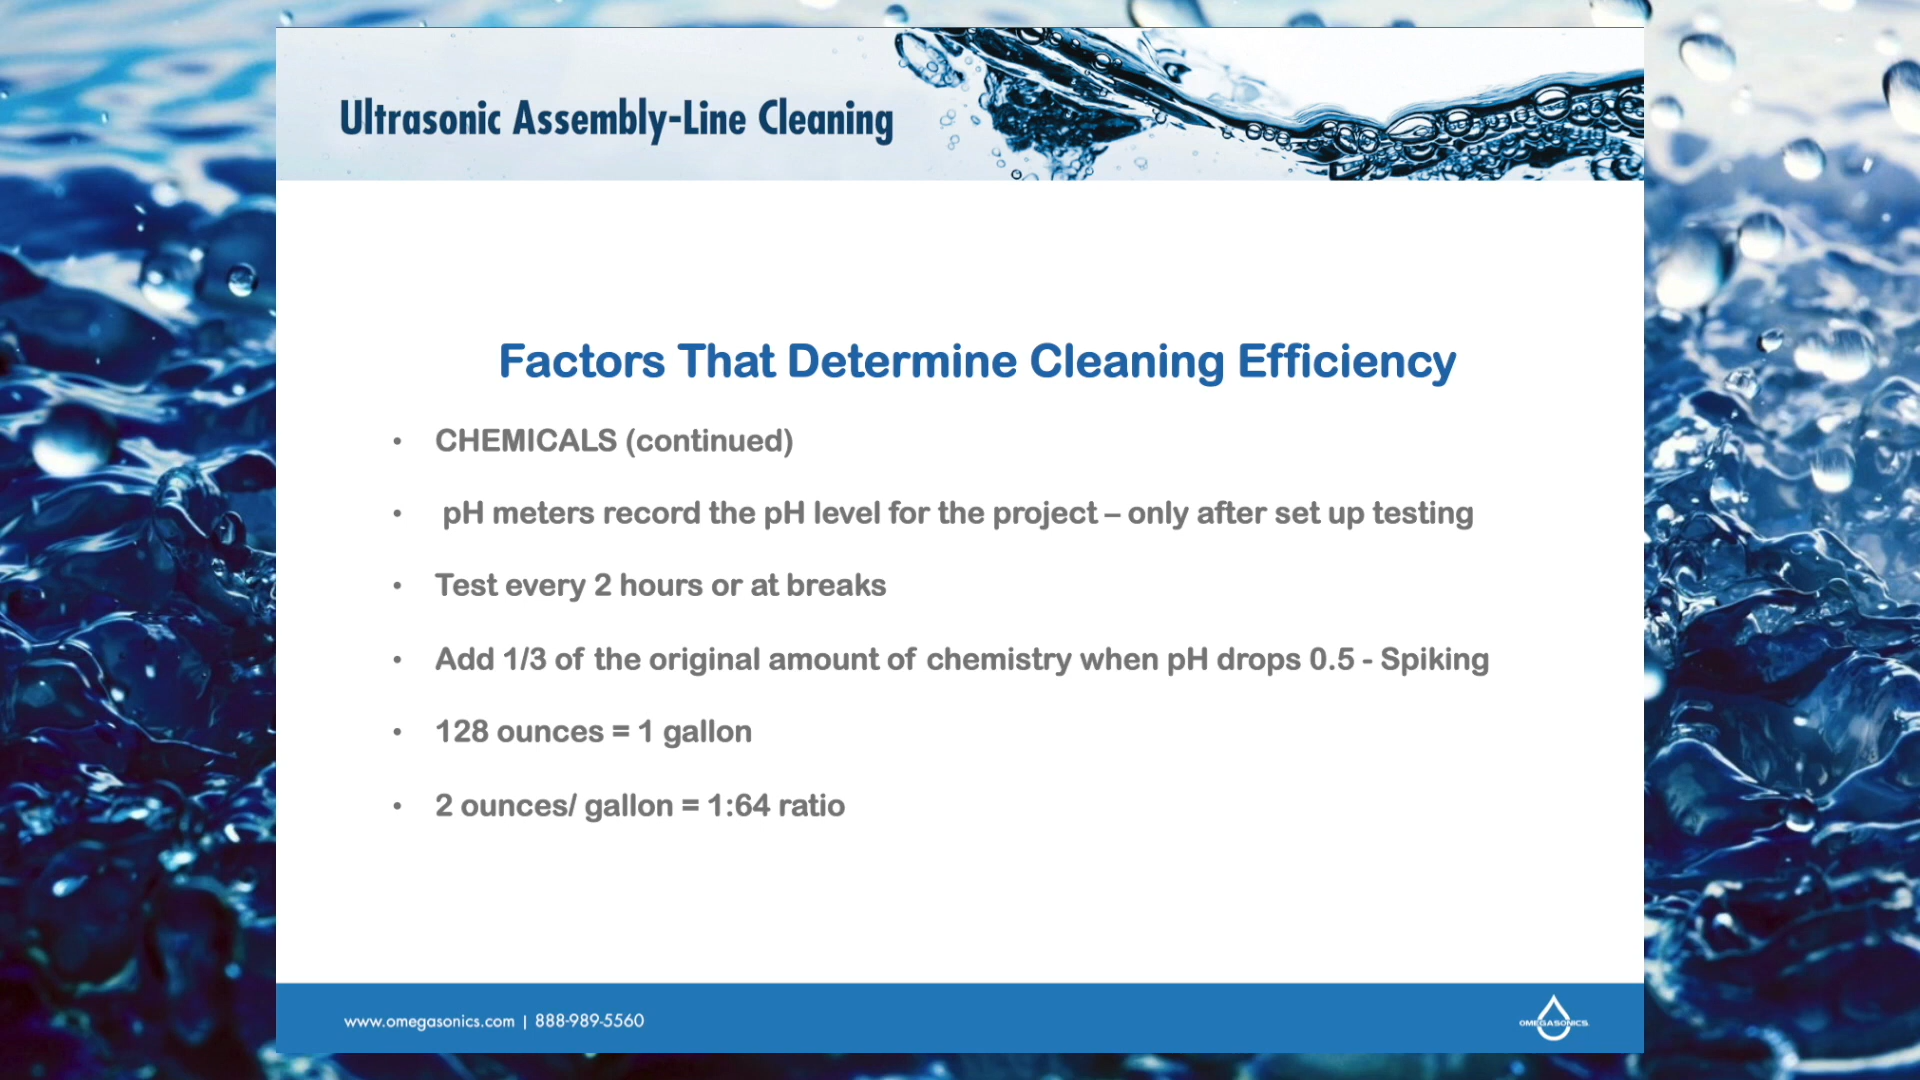 Ultrasonic Assembly-Line Cleaning
Factors That Determine Cleaning Efficiency
• CHEMICALS (continued)
• pH meters record the pH level for the project – only after set up testing
• Test every 2 hours or at breaks
• Add 1/3 of the original amount of chemistry when pH drops 0.5 - Spiking
• 128 ounces = 1 gallon
• 2 ounces/ gallon = 1:64 ratio
www.omegasonics.com | 888-989-5560
OMEGASONICS